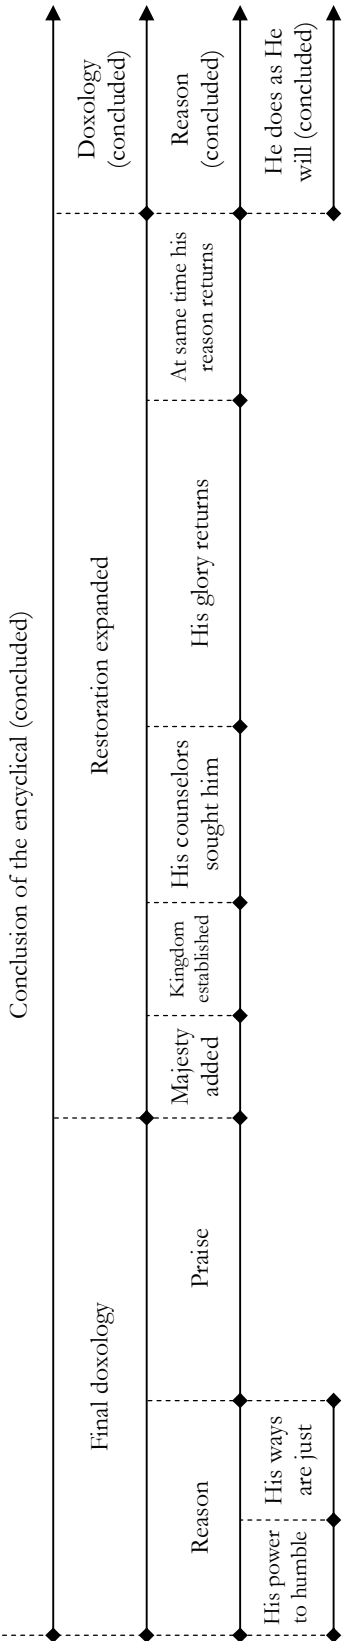 Conclusion of the encyclical (concluded)
Final doxology
Restoration expanded
Doxology
(concluded)
Reason
Praise
Majesty
added
Kingdom
established
His counselors
sought him
His glory returns
At same time his
reason returns
Reason
(concluded)
His power
to humble
His ways
are just
He does as He
will (concluded)